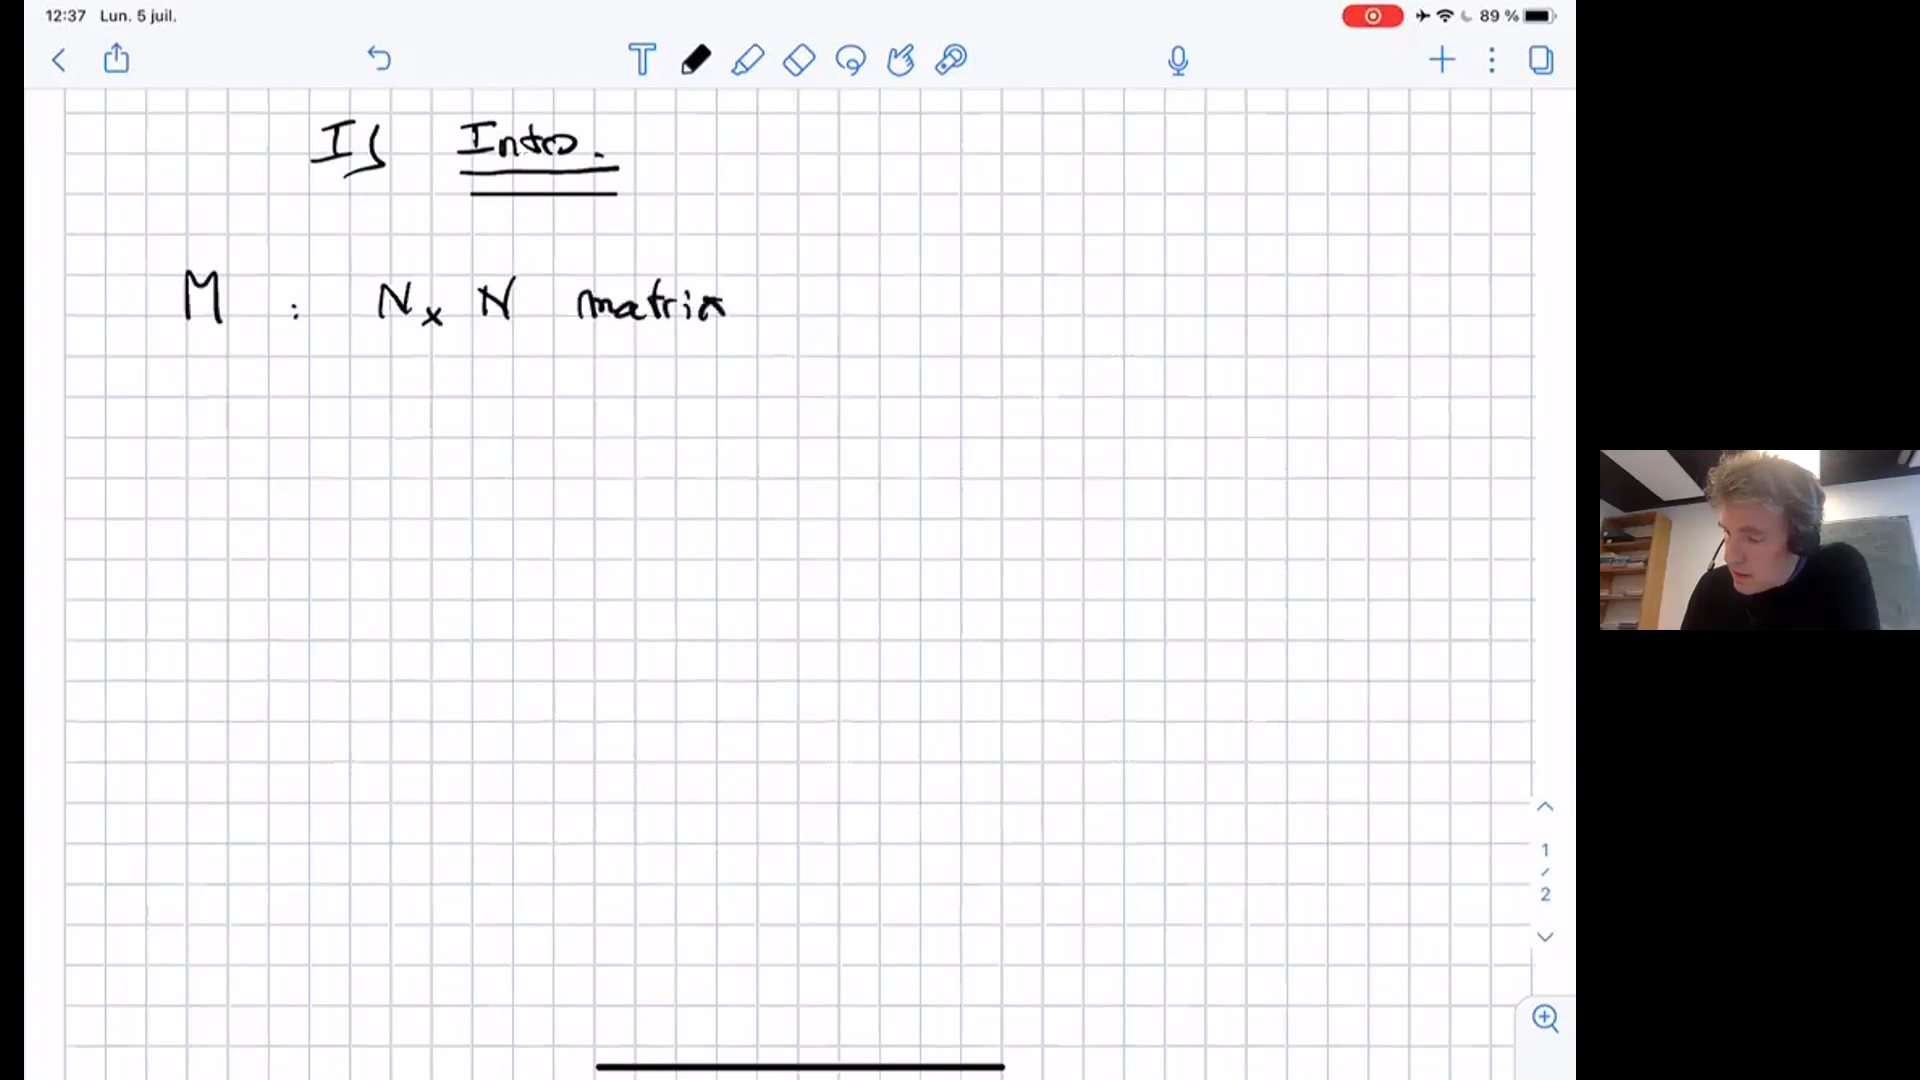 12:37 Lun. 5 juil. 89 %
I) Intro.
M : N x N matrix
1
/
2